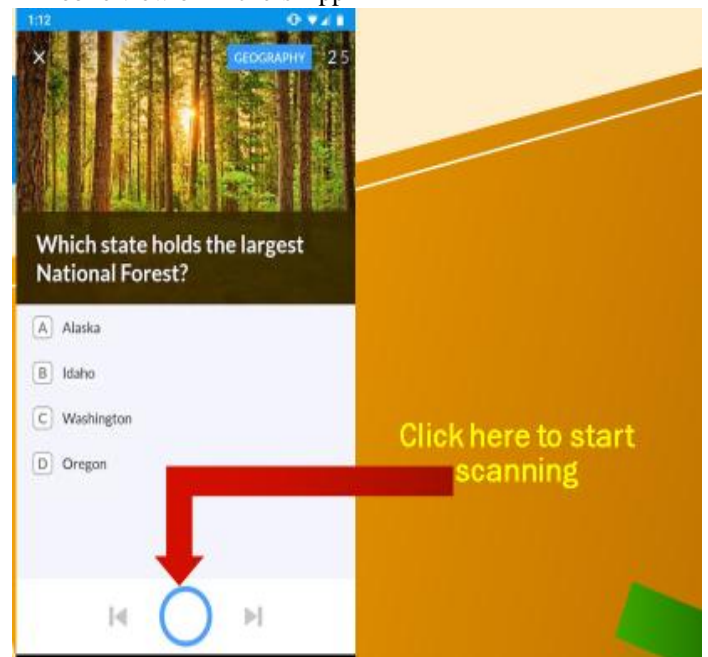 1:12
GEOGRAPHY 25
Which state holds the largest
National Forest?
A Alaska
B Idaho
C Washington
D Oregon
Click here to start
scanning